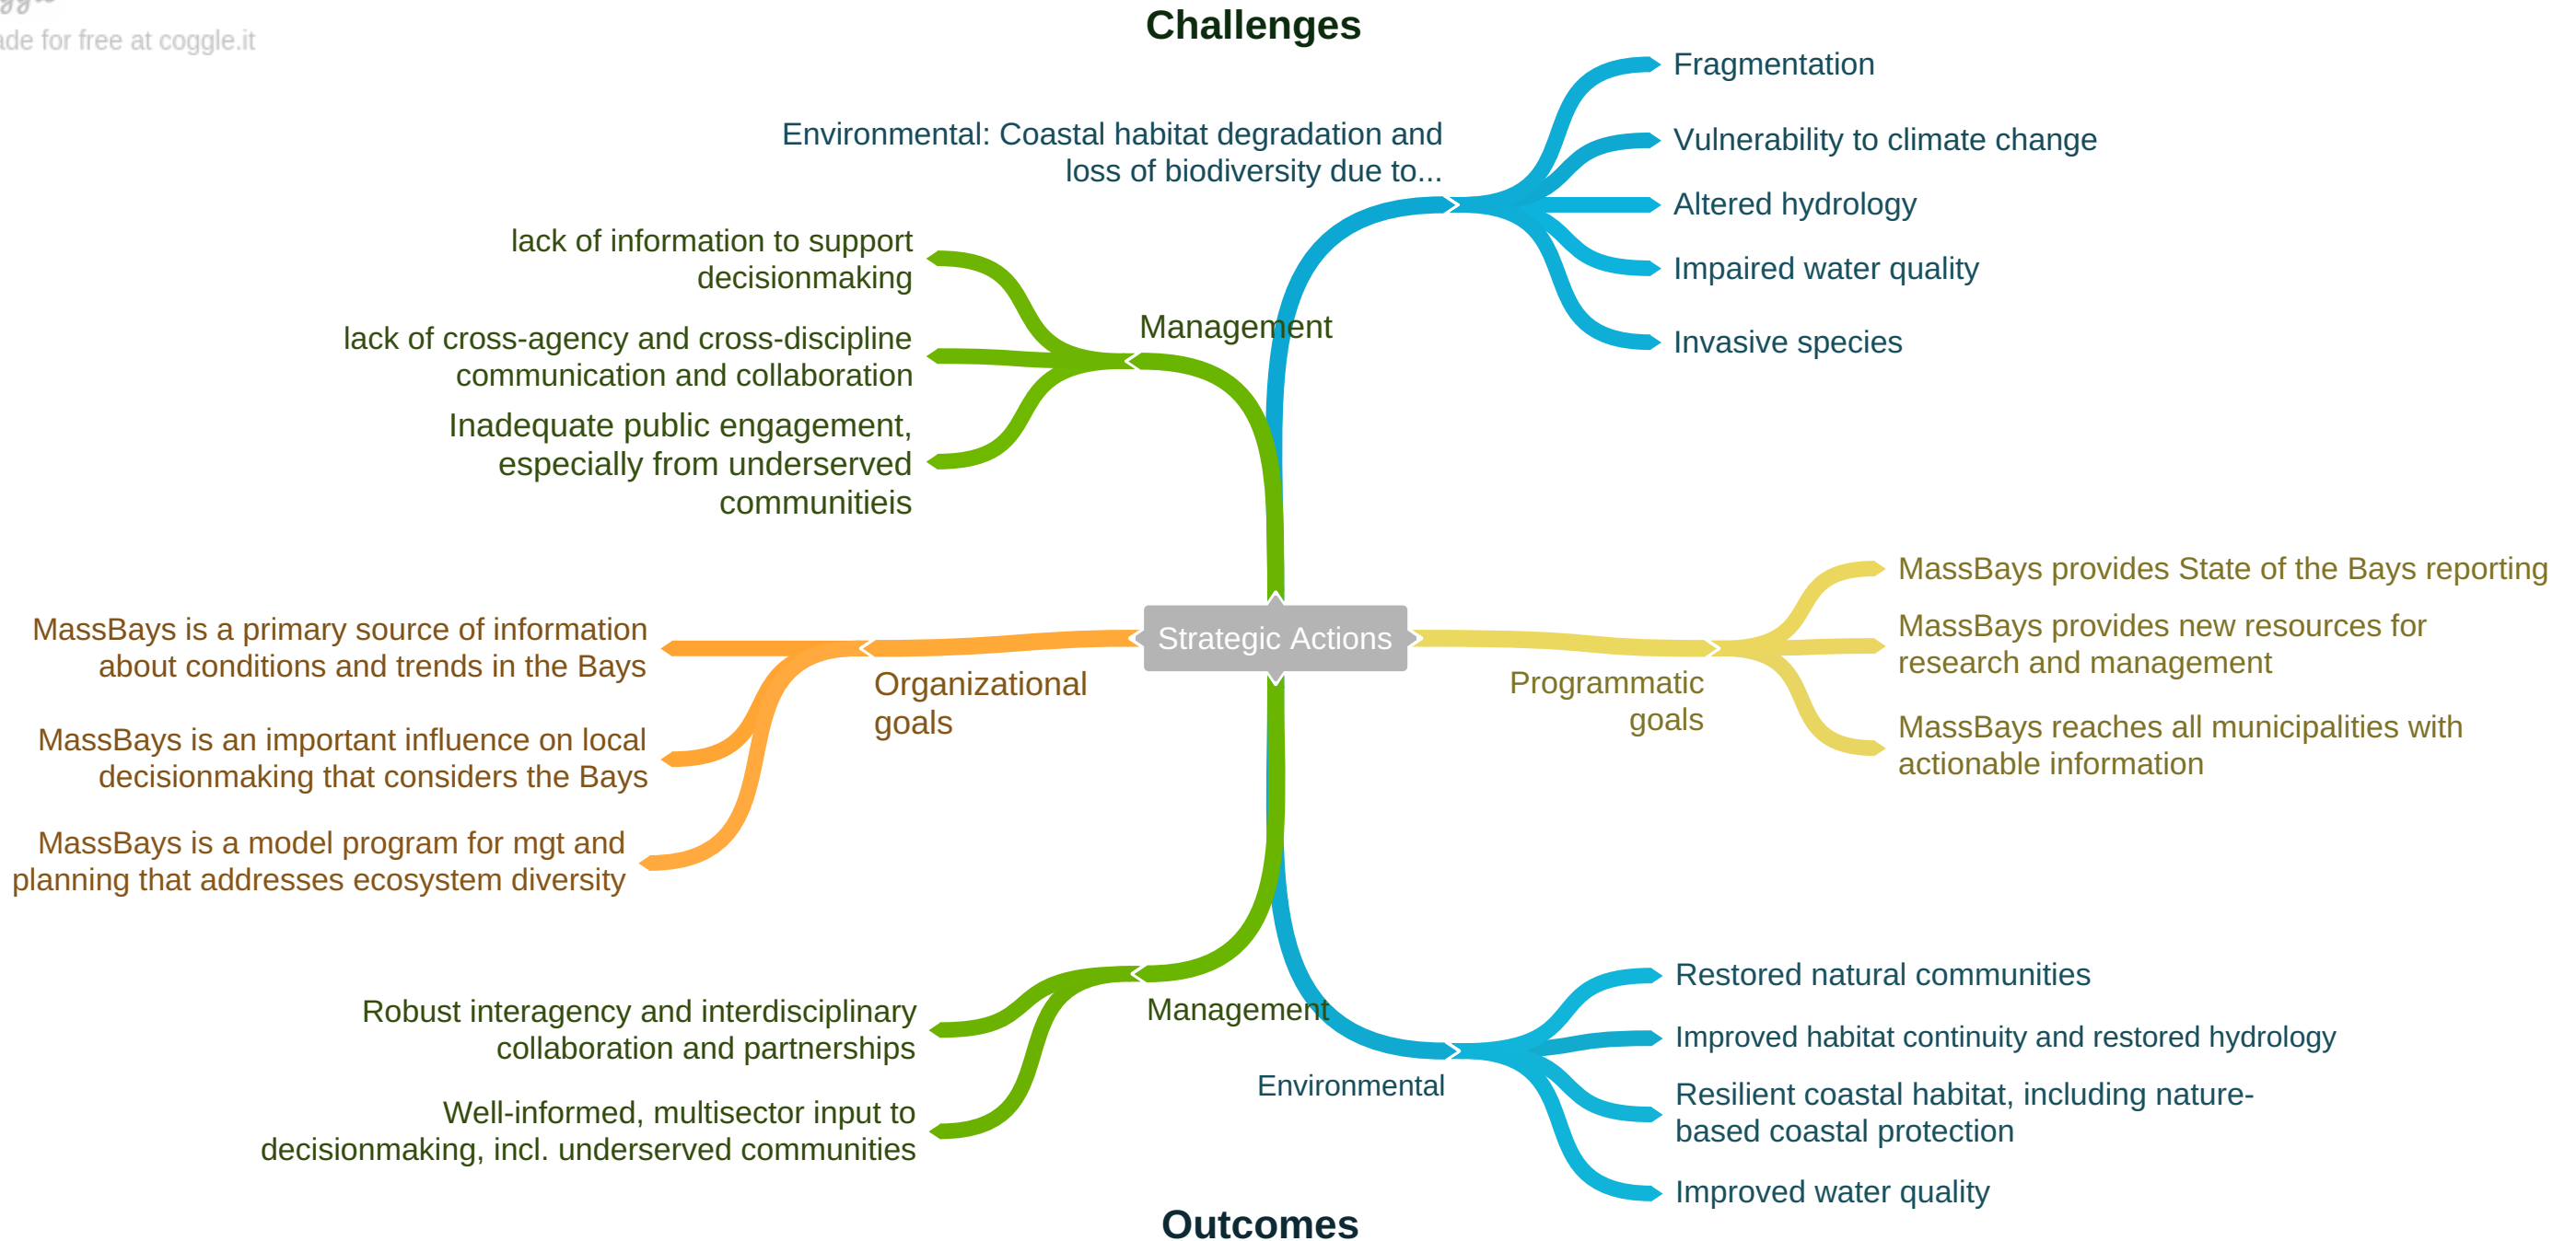 ade for free at coggle.it
Challenges
Fragmentation
Environmental: Coastal habitat degradation and
loss of biodiversity due to...
Vulnerability to climate change
Altered hydrology
Impaired water quality
Invasive species
lack of information to support
decisionmaking
Management
lack of cross-agency and cross-discipline
communication and collaboration
Inadequate public engagement,
especially from underserved
communitieis
Strategic Actions
MassBays is a primary source of information
about conditions and trends in the Bays
Organizational
goals
MassBays is an important influence on local
decisionmaking that considers the Bays
MassBays is a model program for mgt and
planning that addresses ecosystem diversity
Programmatic
goals
MassBays provides State of the Bays reporting
MassBays provides new resources for
research and management
MassBays reaches all municipalities with
actionable information
Management
Robust interagency and interdisciplinary
collaboration and partnerships
Well-informed, multisector input to
decisionmaking, incl. underserved communities
Environmental
Restored natural communities
Improved habitat continuity and restored hydrology
Resilient coastal habitat, including nature-
based coastal protection
Improved water quality
Outcomes